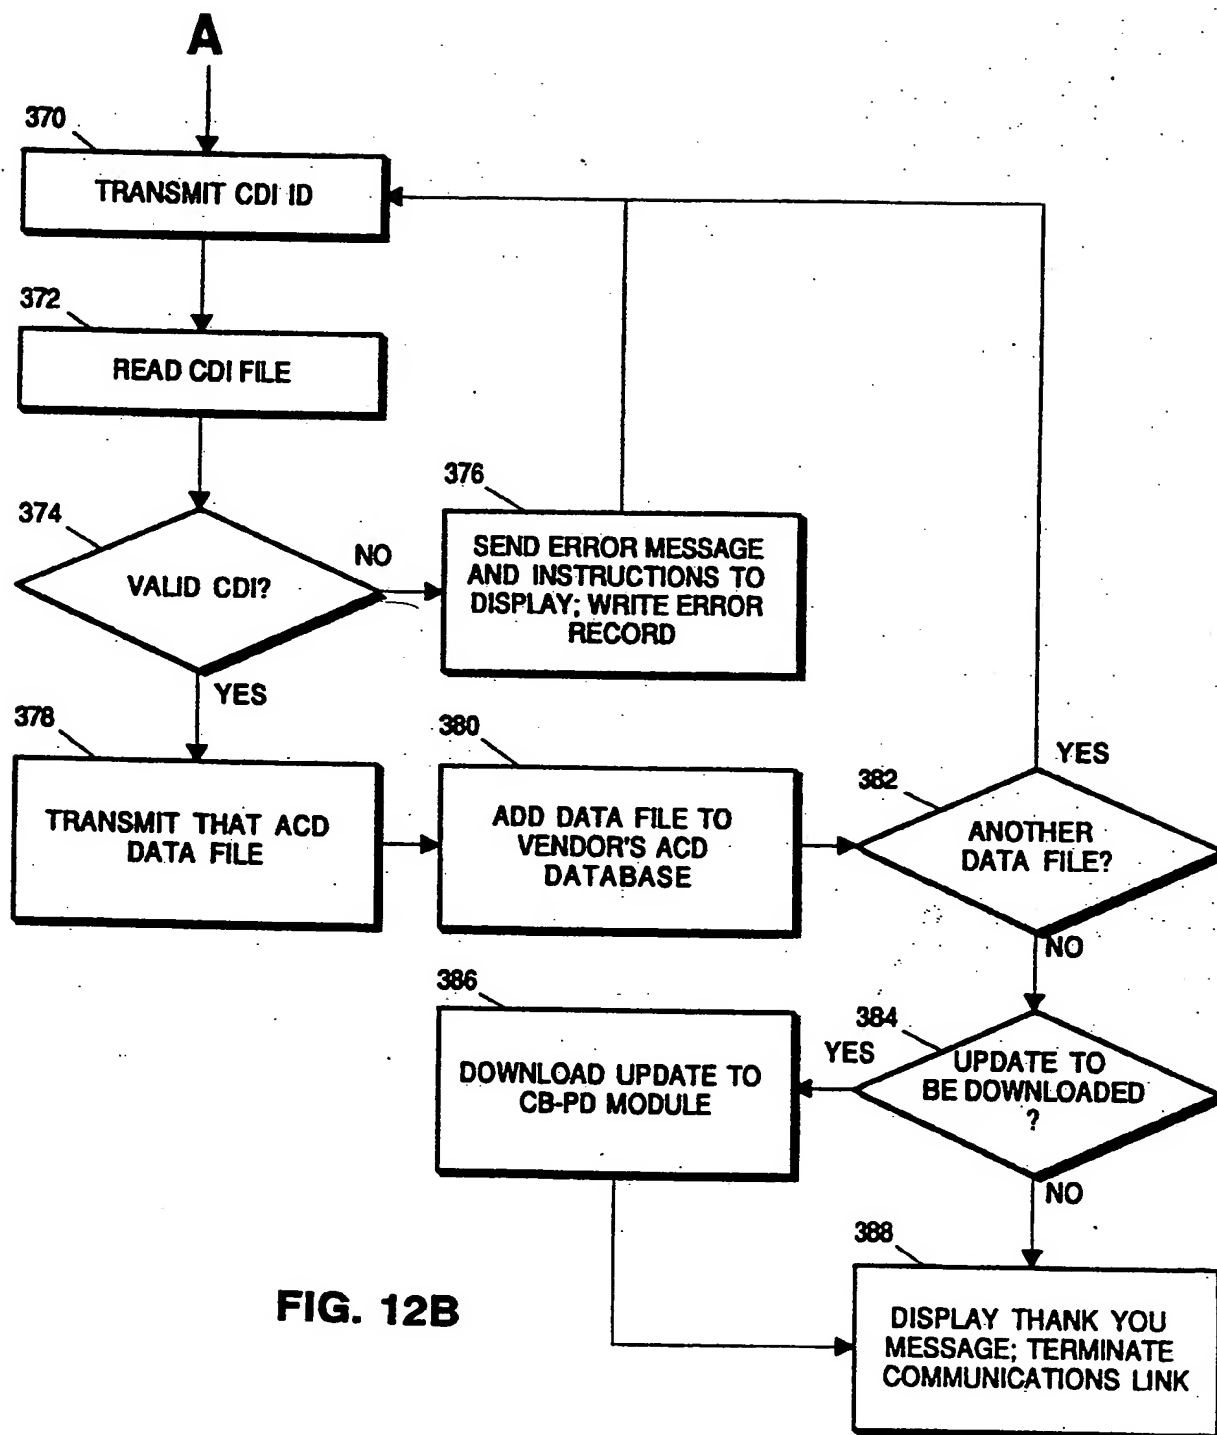 A
370
TRANSMIT CDI ID
372
READ CDI FILE
374
VALID CDI?
NO
376
SEND ERROR MESSAGE
AND INSTRUCTIONS TO
DISPLAY; WRITE ERROR
RECORD
YES
378
TRANSMIT THAT ACD
DATA FILE
380
ADD DATA FILE TO
VENDOR'S ACD
DATABASE
382
YES
ANOTHER
DATA FILE?
NO
384
UPDATE TO
BE DOWNLOADED
?
YES
386
DOWNLOAD UPDATE TO
CB-PD MODULE
NO
388
DISPLAY THANK YOU
MESSAGE; TERMINATE
COMMUNICATIONS LINK
FIG. 12B